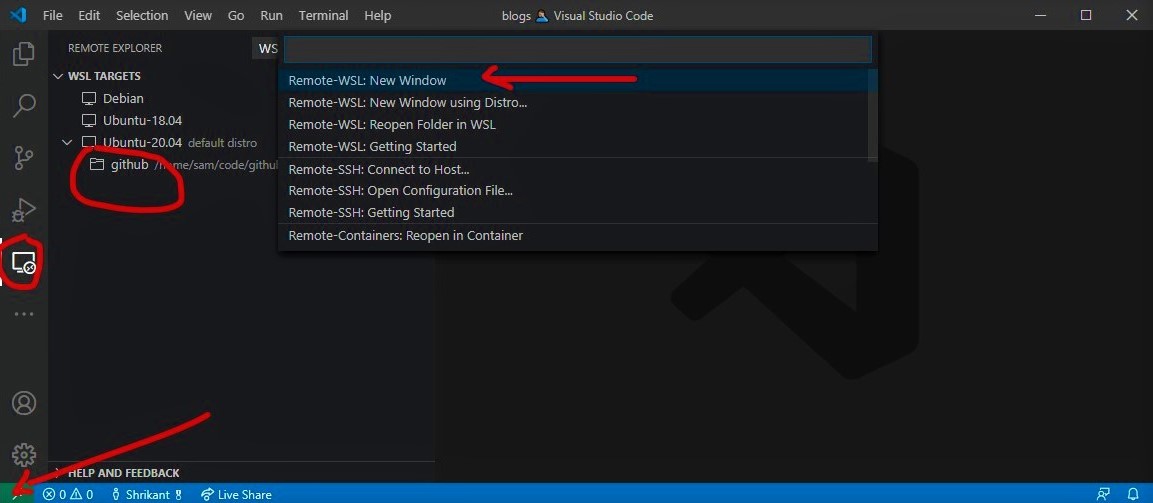 File Edit Selection View Go Run Terminal Help blogs Visual Studio Code
REMOTE EXPLORER WS
WSL TARGETS
Debian
Ubuntu-18.04
Ubuntu-20.04 default distro
github /home/sam/code/githu
Remote-WSL: New Window
Remote-WSL: New Window using Distro...
Remote-WSL: Reopen Folder in WSL
Remote-WSL: Getting Started
Remote-SSH: Connect to Host...
Remote-SSH: Open Configuration File...
Remote-SSH: Getting Started
Remote-Containers: Reopen in Container
HELP AND FEEDBACK
0 0 Shrikant Live Share